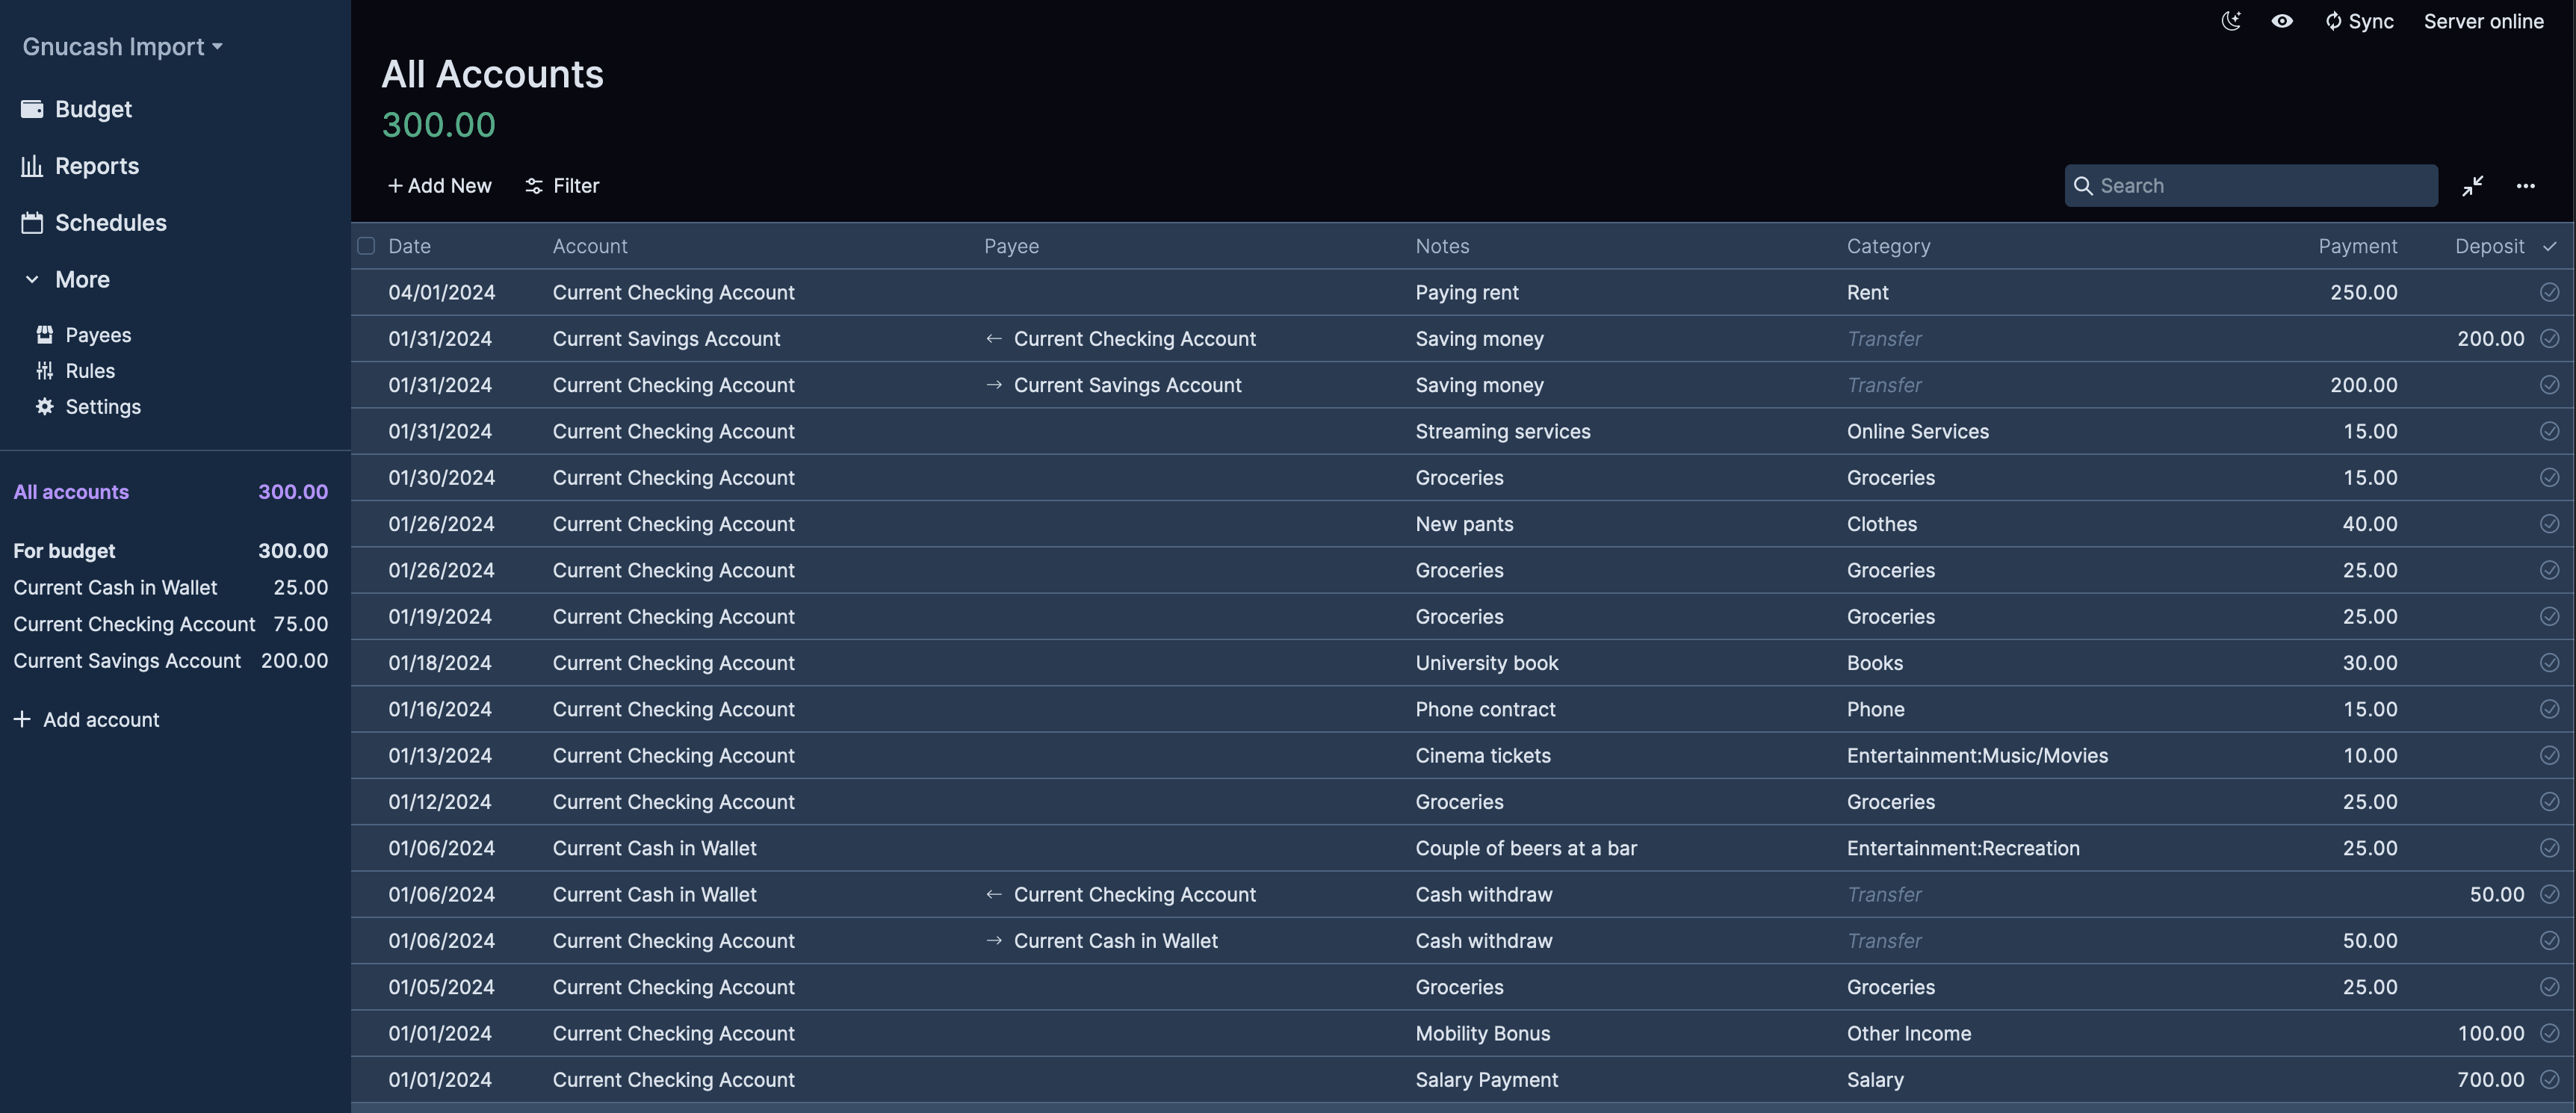 Gnucash Import
Budget
Reports
Schedules
More
Payees
Rules
Settings
All accounts 300.00
For budget 300.00
Current Cash in Wallet 25.00
Current Checking Account 75.00
Current Savings Account 200.00
Add account
Sync Server online
All Accounts
300.00
Add New Filter Search
Date Account Payee Notes Category Payment Deposit
04/01/2024 Current Checking Account Paying rent Rent 250.00
01/31/2024 Current Savings Account ← Current Checking Account Saving money Transfer 200.00
01/31/2024 Current Checking Account → Current Savings Account Saving money Transfer 200.00
01/31/2024 Current Checking Account Streaming services Online Services 15.00
01/30/2024 Current Checking Account Groceries Groceries 15.00
01/26/2024 Current Checking Account New pants Clothes 40.00
01/26/2024 Current Checking Account Groceries Groceries 25.00
01/19/2024 Current Checking Account Groceries Groceries 25.00
01/18/2024 Current Checking Account University book Books 30.00
01/16/2024 Current Checking Account Phone contract Phone 15.00
01/13/2024 Current Checking Account Cinema tickets Entertainment:Music/Movies 10.00
01/12/2024 Current Checking Account Groceries Groceries 25.00
01/06/2024 Current Cash in Wallet Couple of beers at a bar Entertainment:Recreation 25.00
01/06/2024 Current Cash in Wallet ← Current Checking Account Cash withdraw Transfer 50.00
01/06/2024 Current Checking Account → Current Cash in Wallet Cash withdraw Transfer 50.00
01/05/2024 Current Checking Account Groceries Groceries 25.00
01/01/2024 Current Checking Account Mobility Bonus Other Income 100.00
01/01/2024 Current Checking Account Salary Payment Salary 700.00